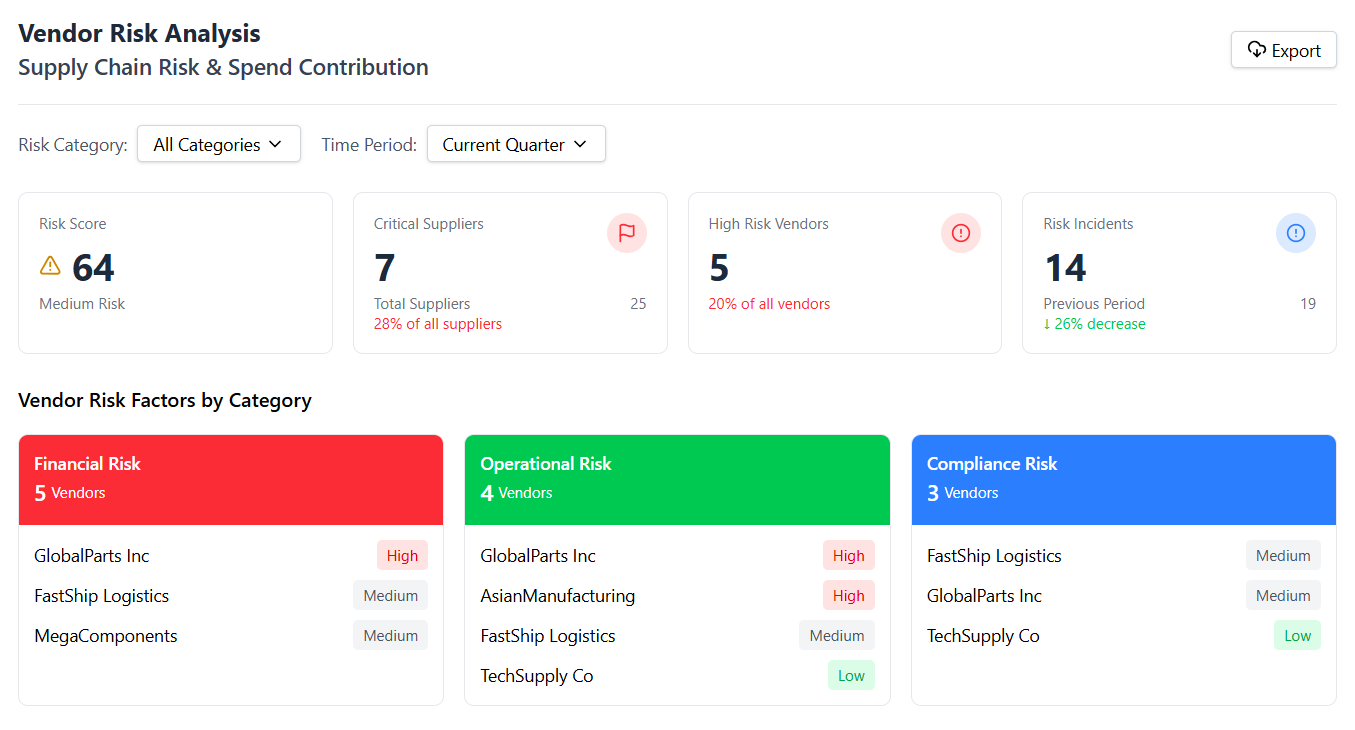 Vendor Risk Analysis
Supply Chain Risk & Spend Contribution
Export
Risk Category: All Categories Time Period: Current Quarter
Risk Score
64
Medium Risk
Critical Suppliers
7
Total Suppliers 25
28% of all suppliers
High Risk Vendors
5
20% of all vendors
Risk Incidents
14
Previous Period 19
↓ 26% decrease
Vendor Risk Factors by Category
Financial Risk
5 Vendors
GlobalParts Inc High
FastShip Logistics Medium
MegaComponents Medium
Operational Risk
4 Vendors
GlobalParts Inc High
AsianManufacturing High
FastShip Logistics Medium
TechSupply Co Low
Compliance Risk
3 Vendors
FastShip Logistics Medium
GlobalParts Inc Medium
TechSupply Co Low